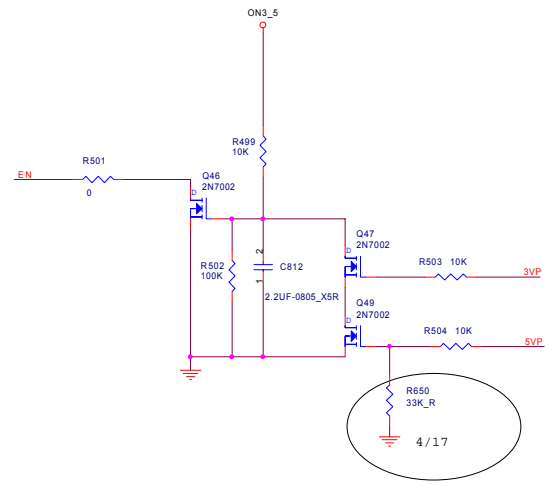 ON3_5
R499
10K
R501
EN
0
Q46
2N7002
D
Q47
2N7002
D
R502
100K
2
1
C812
2.2UF-0805_X5R
R503 10K
3VP
Q49
2N7002
D
R504 10K
5VP
R650
33K_R
4/17